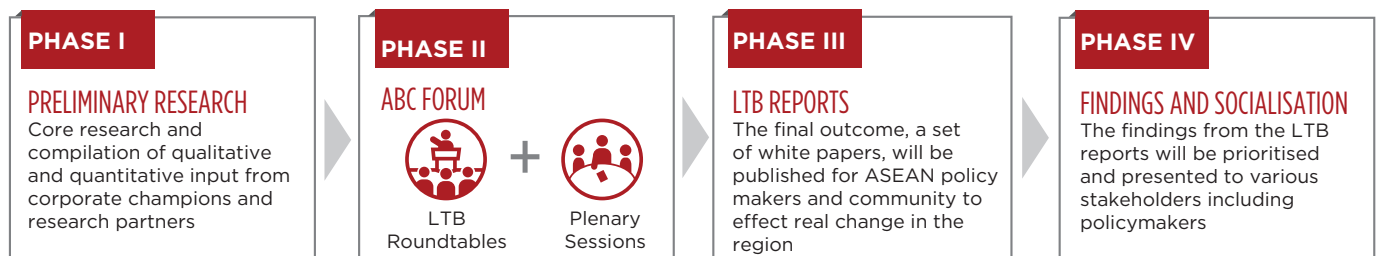 PHASE I
PRELIMINARY RESEARCH
Core research and
compilation of qualitative
and quantitative input from
corporate champions and
research partners
PHASE II
ABC FORUM
+
LTB
Roundtables
Plenary
Sessions
PHASE III
LTB REPORTS
The final outcome, a set
of white papers, will be
published for ASEAN policy
makers and community to
effect real change in the
region
PHASE IV
FINDINGS AND SOCIALISATION
The findings from the LTB
reports will be prioritised
and presented to various
stakeholders including
policymakers